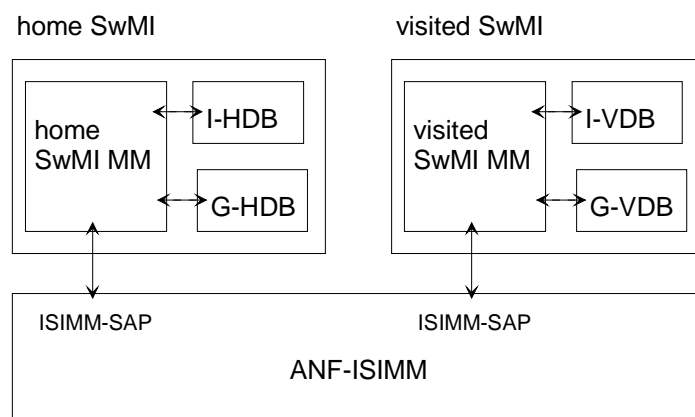 home SwMI
visited SwMI
home
SwMI MM
I-HDB
G-HDB
visited
SwMI MM
I-VDB
G-VDB
ISIMM-SAP
ISIMM-SAP
ANF-ISIMM